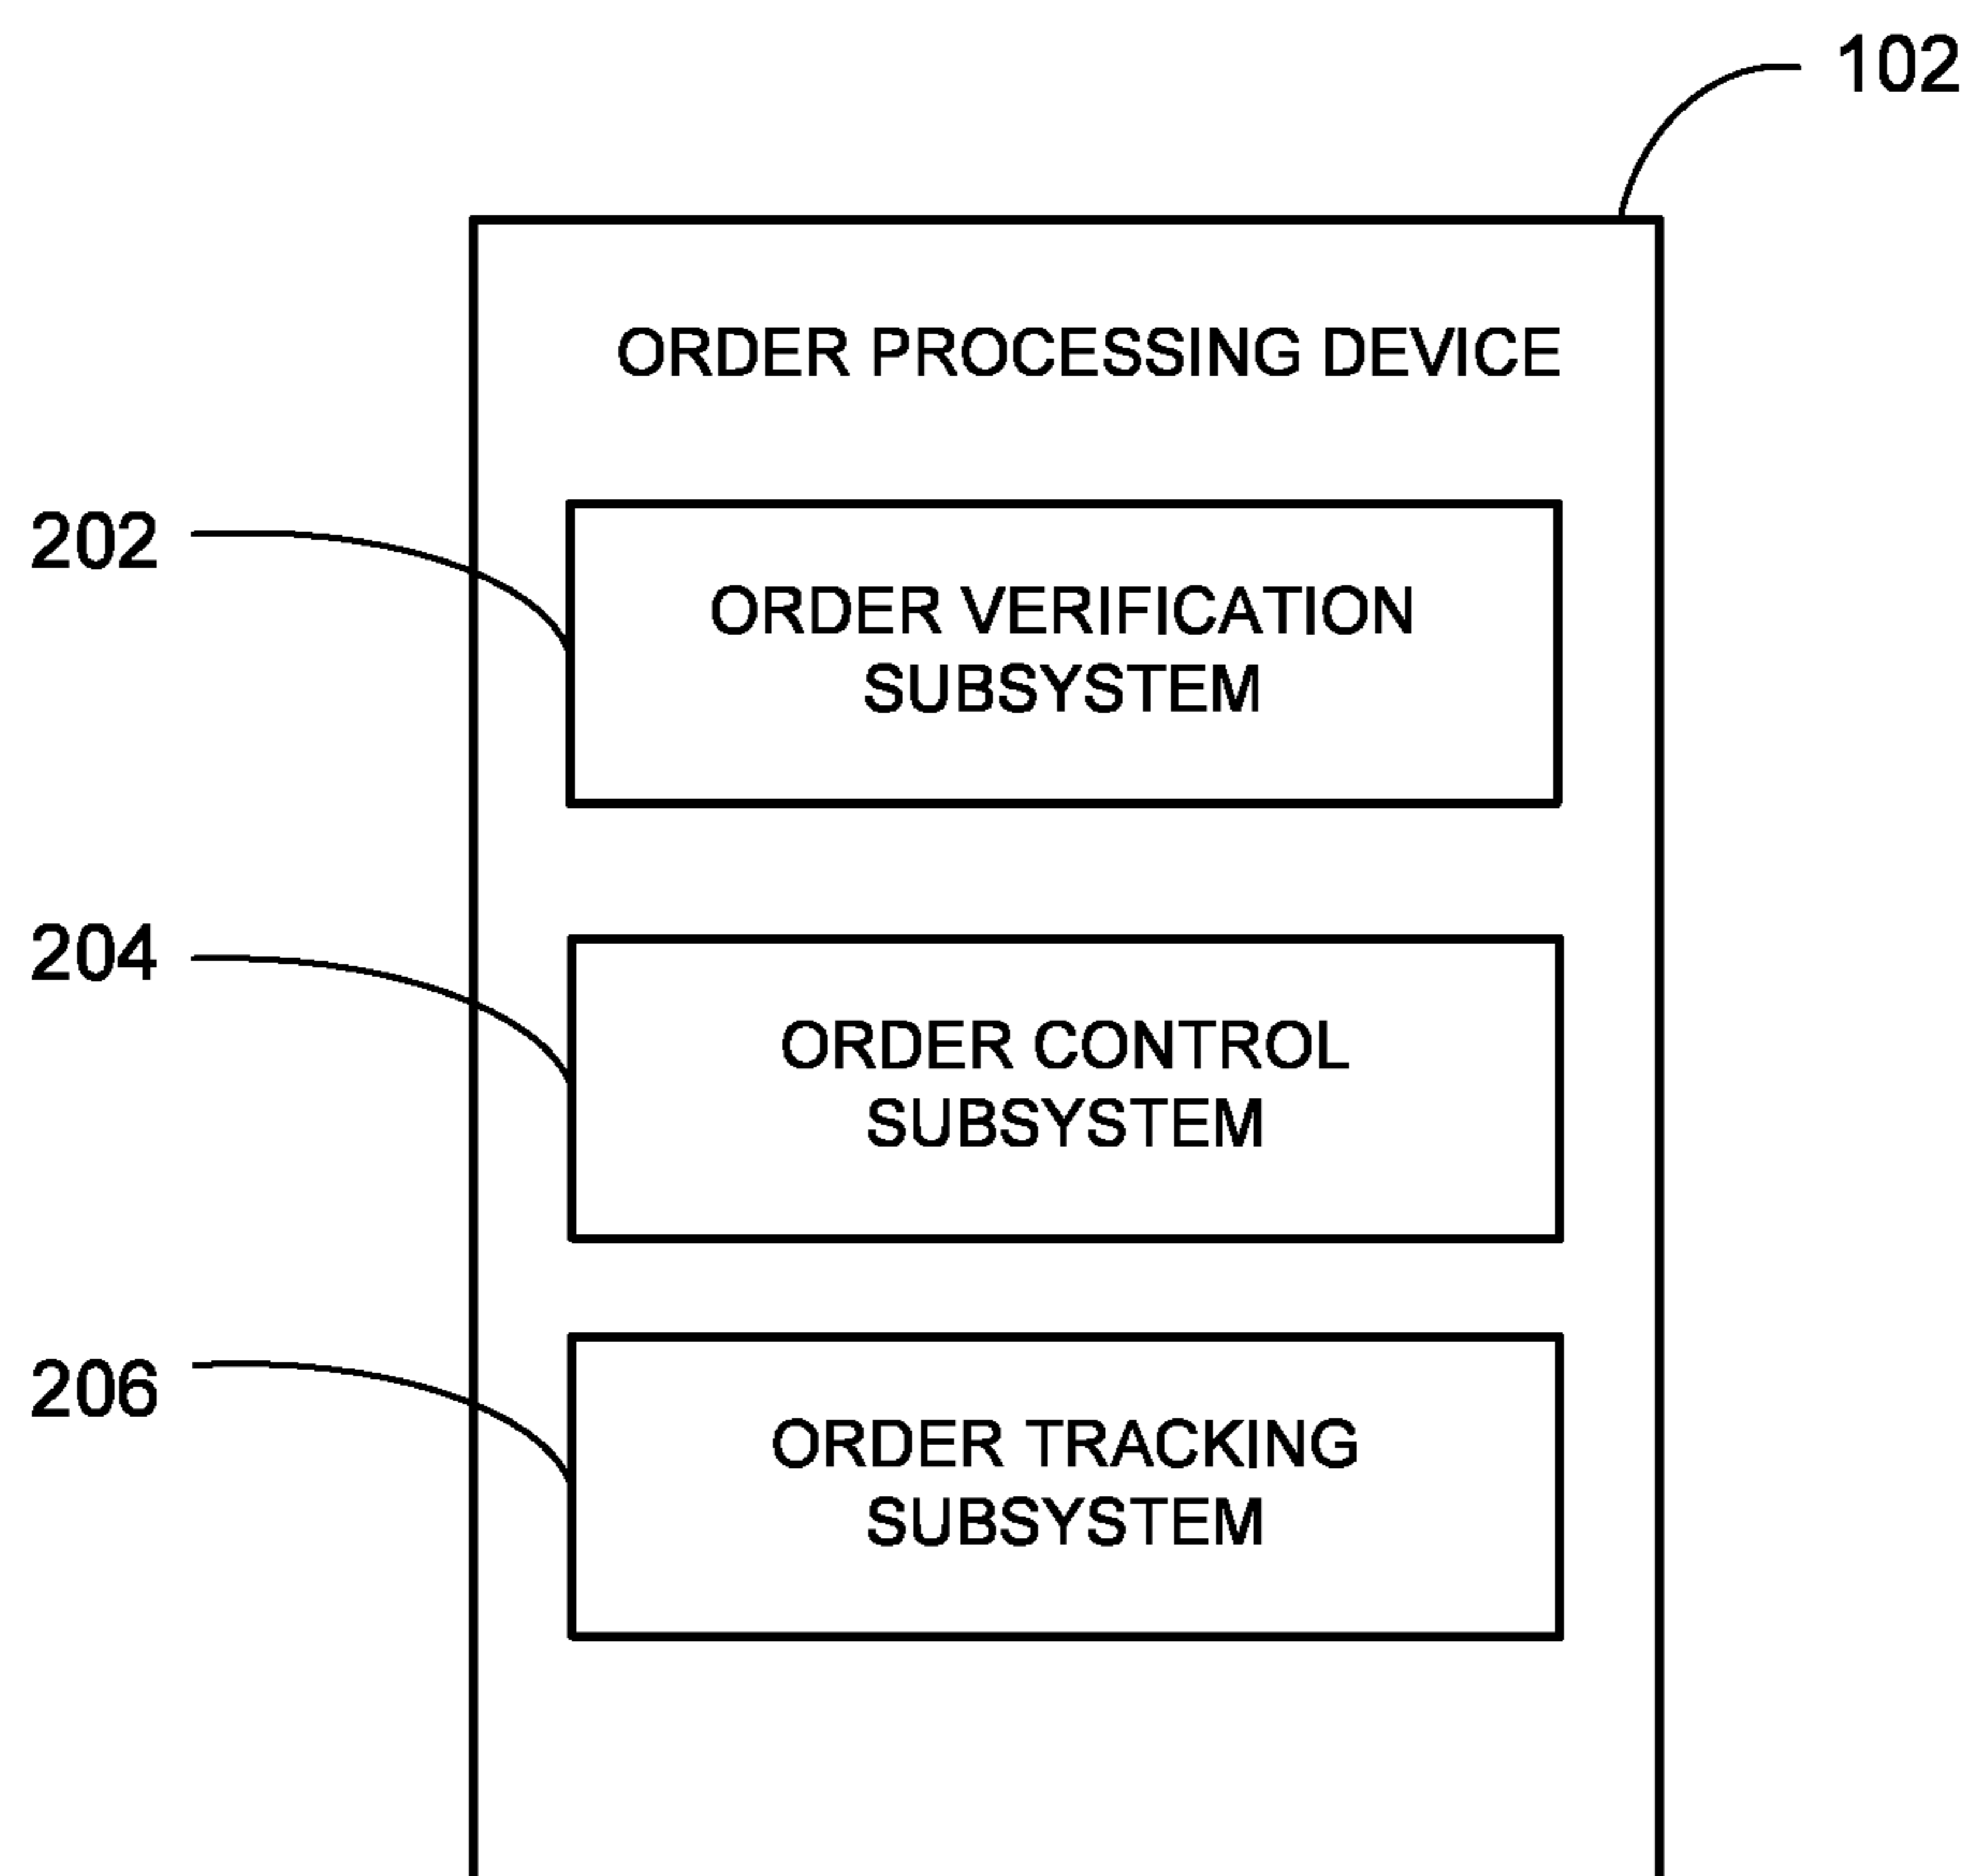 102
ORDER PROCESSING DEVICE
202
ORDER VERIFICATION
SUBSYSTEM
204
ORDER CONTROL
SUBSYSTEM
206
ORDER TRACKING
SUBSYSTEM